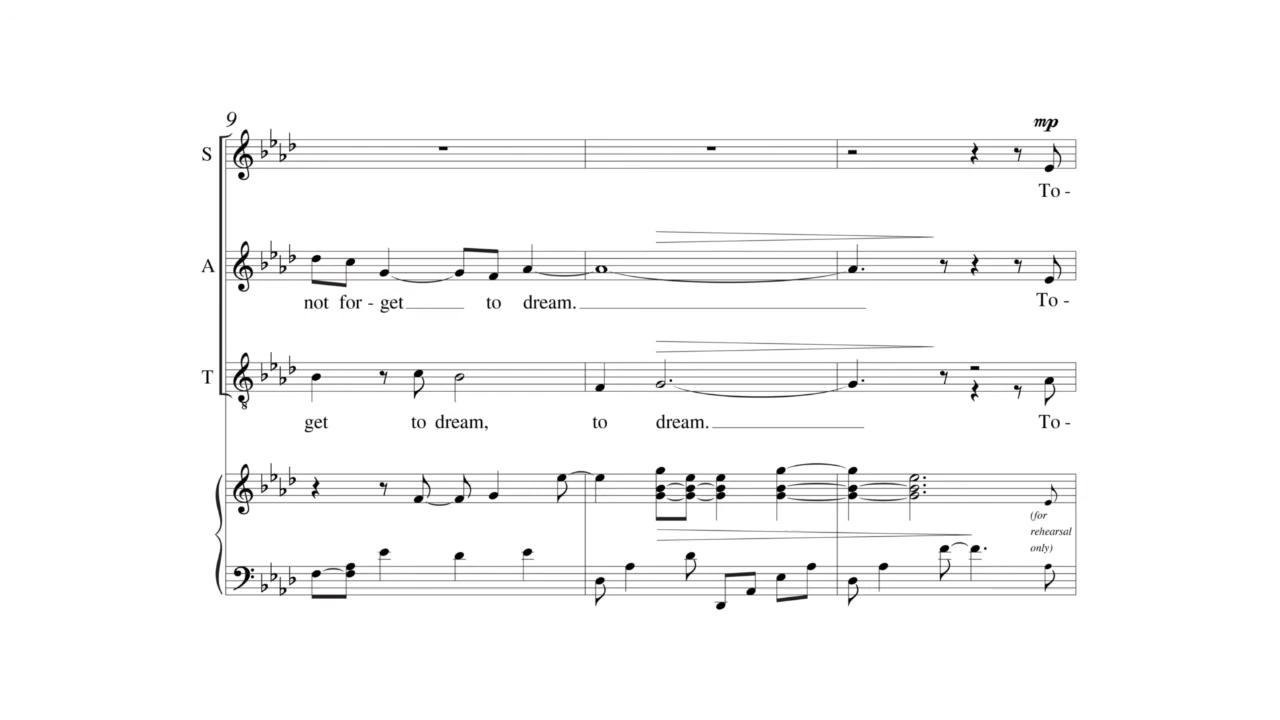 9
mp
S
To -
A
not for - get to dream. To -
T
get to dream, to dream. To -
(for
rehearsal
only)